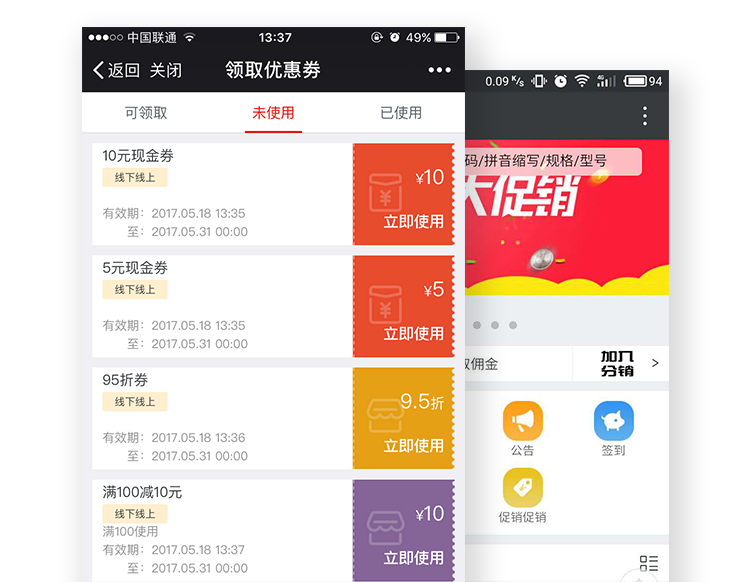 中国联通
13:37
49%
返回 关闭
领取优惠券
可领取
未使用
已使用
10元现金券
线下线上
有效期：2017.05.18 13:35
至：2017.05.31 00:00
¥10
立即使用
5元现金券
线下线上
有效期：2017.05.18 13:35
至：2017.05.31 00:00
¥5
立即使用
95折券
线下线上
有效期：2017.05.18 13:36
至：2017.05.31 00:00
9.5折
立即使用
满100减10元
线下线上
满100使用
有效期：2017.05.18 13:37
至：2017.05.31 00:00
¥10
立即使用
0.09 K/s
4G
94
码/拼音缩写/规格/型号
大促销
取佣金
加入
分销
公告
签到
促销促销